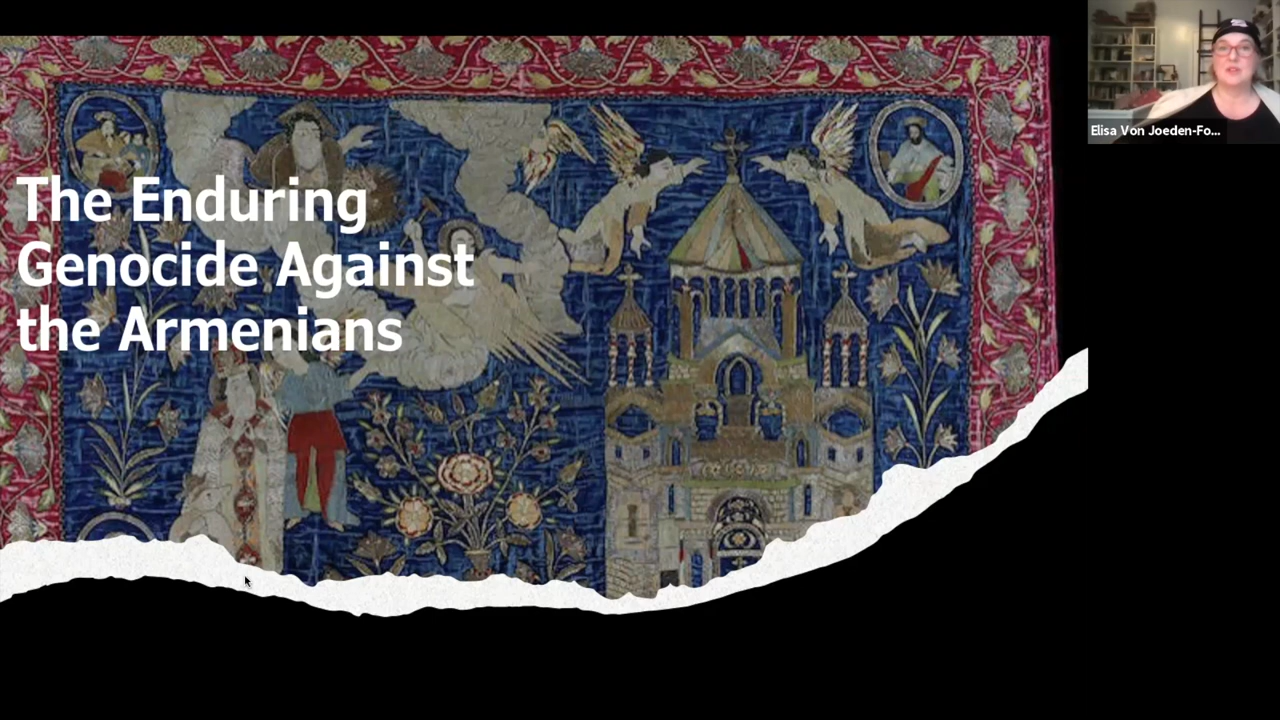 The Enduring
Genocide Against
the Armenians
Elisa Von Joeden-Fo...